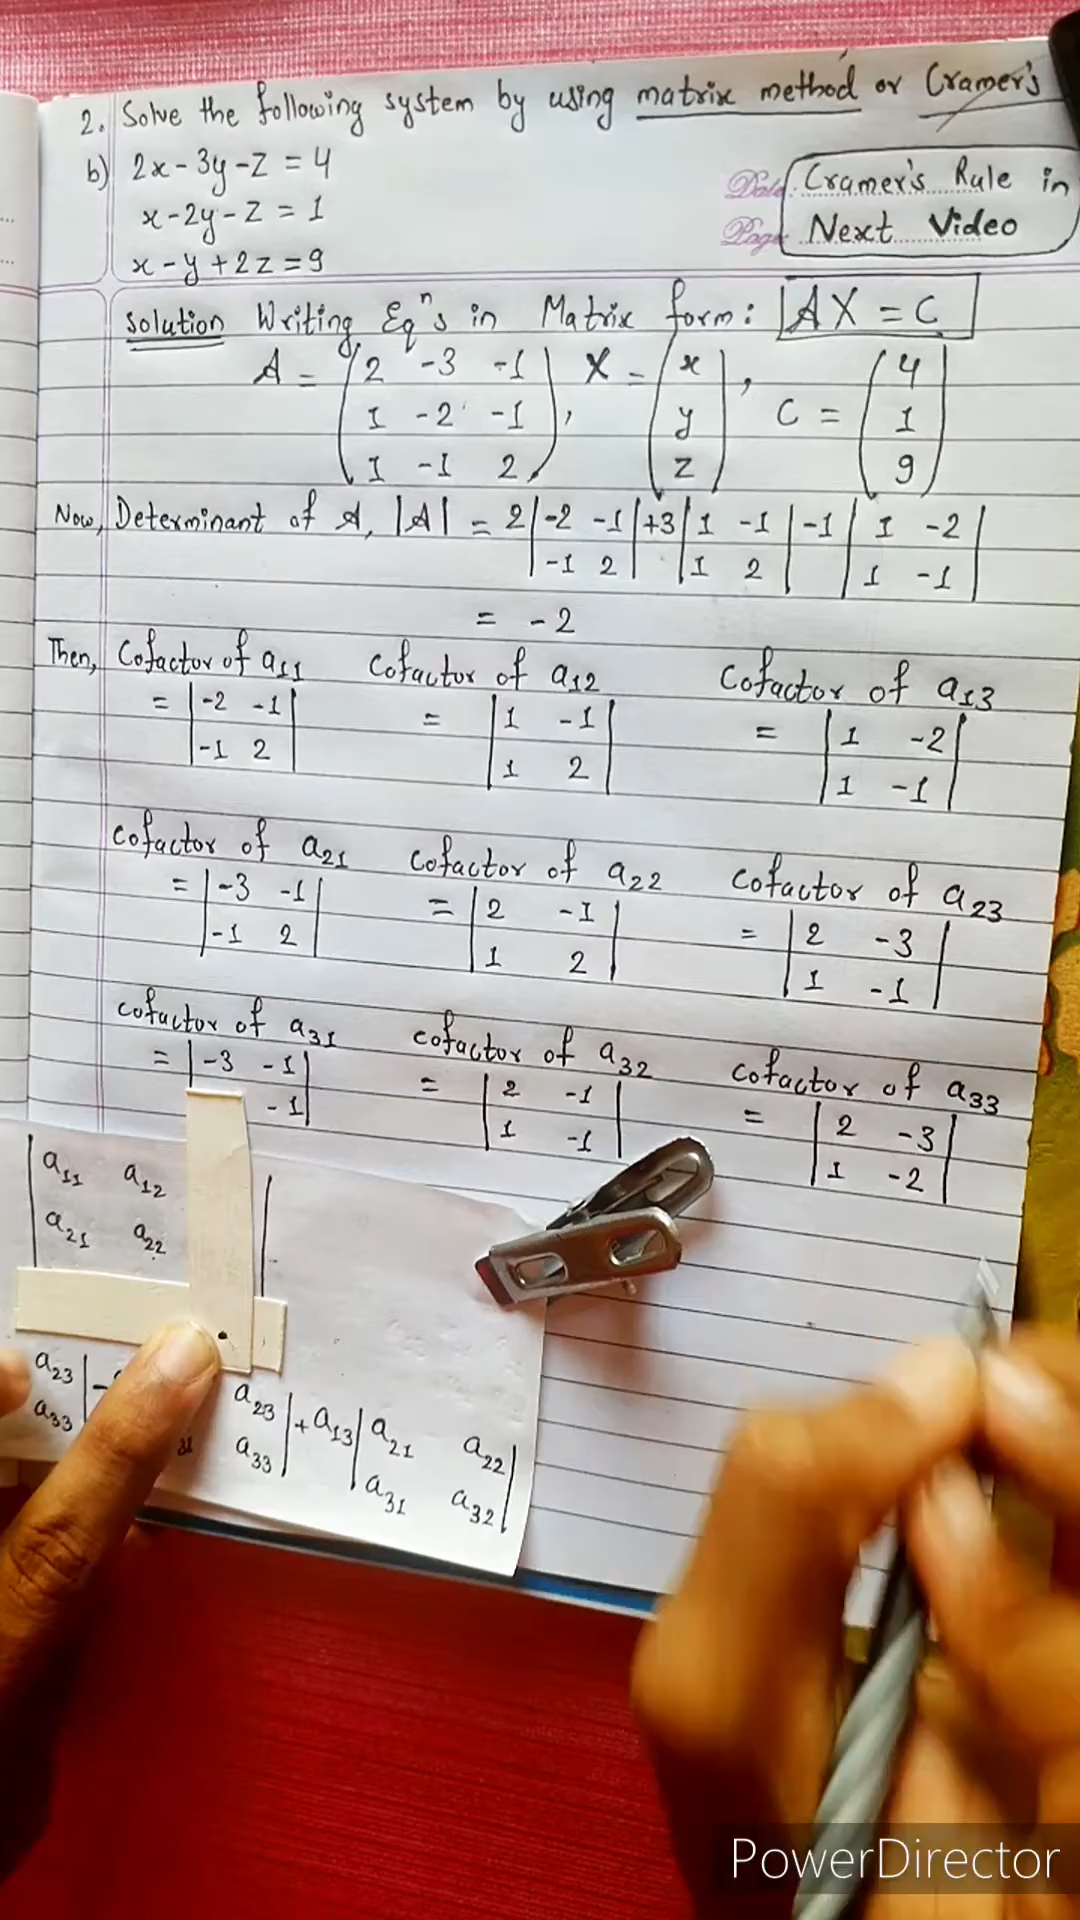 2. Solve the following system by using matrix method or Cramer's
b) 2x - 3y - z = 4
x - 2y - z = 1
x - y + 2z = 9
Date.
Page
Cramer's Rule in
Next Video
Solution Writing Eqⁿs in Matrix form: AX = C
A = (2 -3 -1
1 -2 -1
1 -1 2),
X = (x
y
z),
C = (4
1
9)
Now, Determinant of A, |A| = 2|-2 -1| +3|1 -1| -1|1 -2|
|-1 2| |1 2| |1 -1|
= -2
Then, Cofactor of a11 Cofactor of a12 Cofactor of a13
= |-2 -1| = |1 -1| = |1 -2|
|-1 2| |1 2| |1 -1|
Cofactor of a21 Cofactor of a22 Cofactor of a23
= |-3 -1| = |2 -1| = |2 -3|
|-1 2| |1 2| |1 -1|
Cofactor of a31 Cofactor of a32 Cofactor of a33
= |-3 -1| = |2 -1| = |2 -3|
-1| |1 -1| |1 -2|
|a11 a12 |
|a21 a22 |
a23| - a23| + a13|a21 a22|
a33| a33| |a31 a32|
PowerDirector